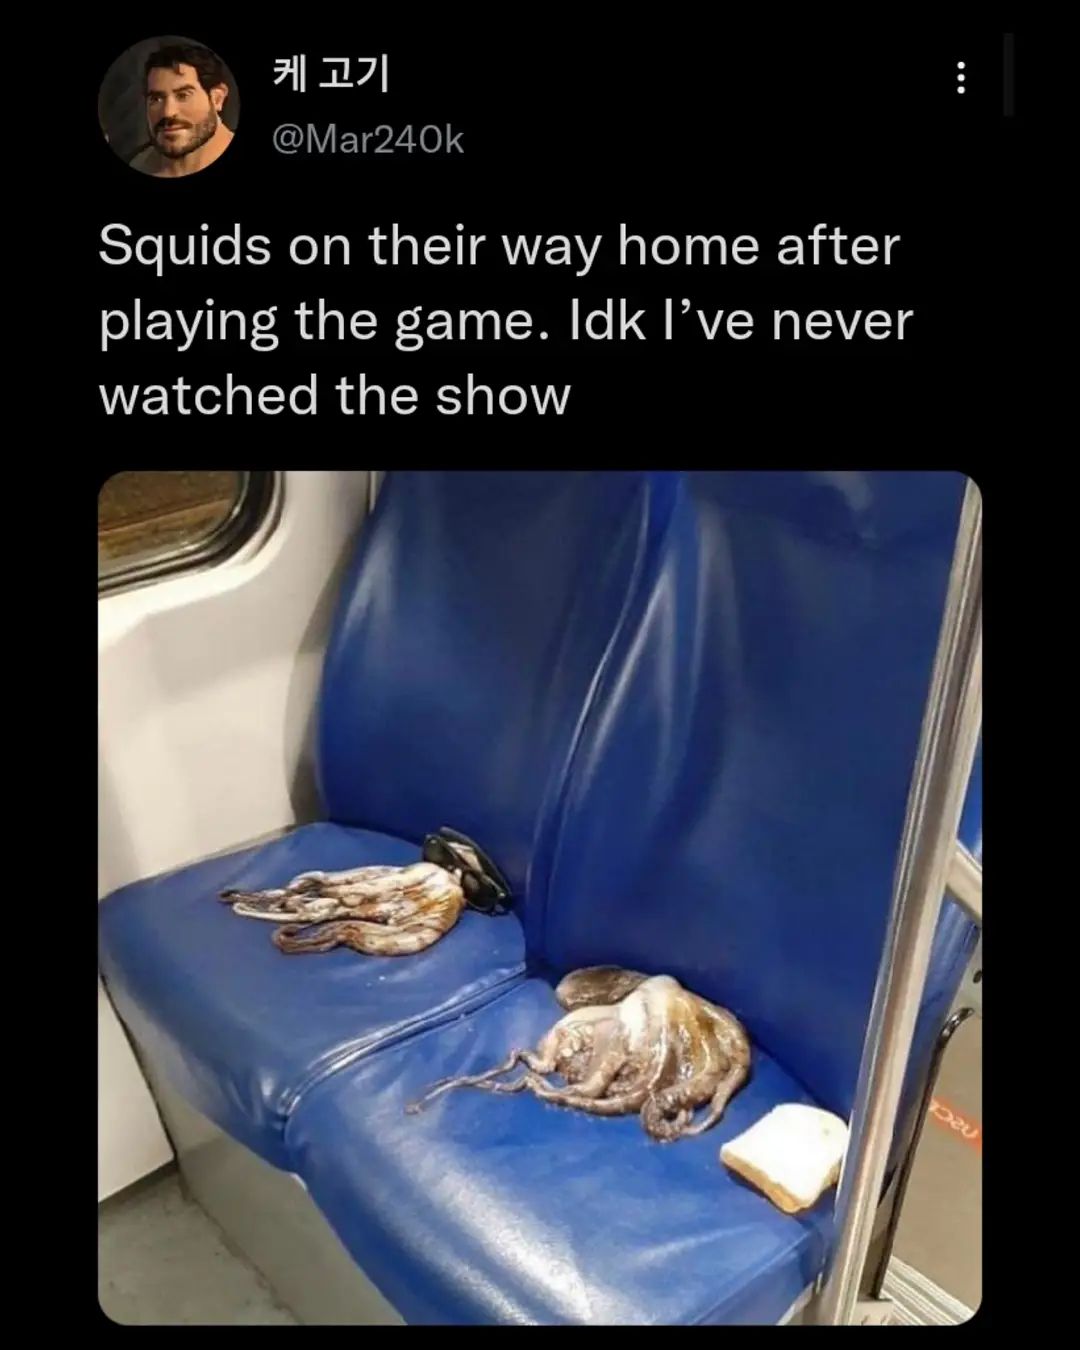 케 고기
@Mar240k
Squids on their way home after
playing the game. Idk I’ve never
watched the show